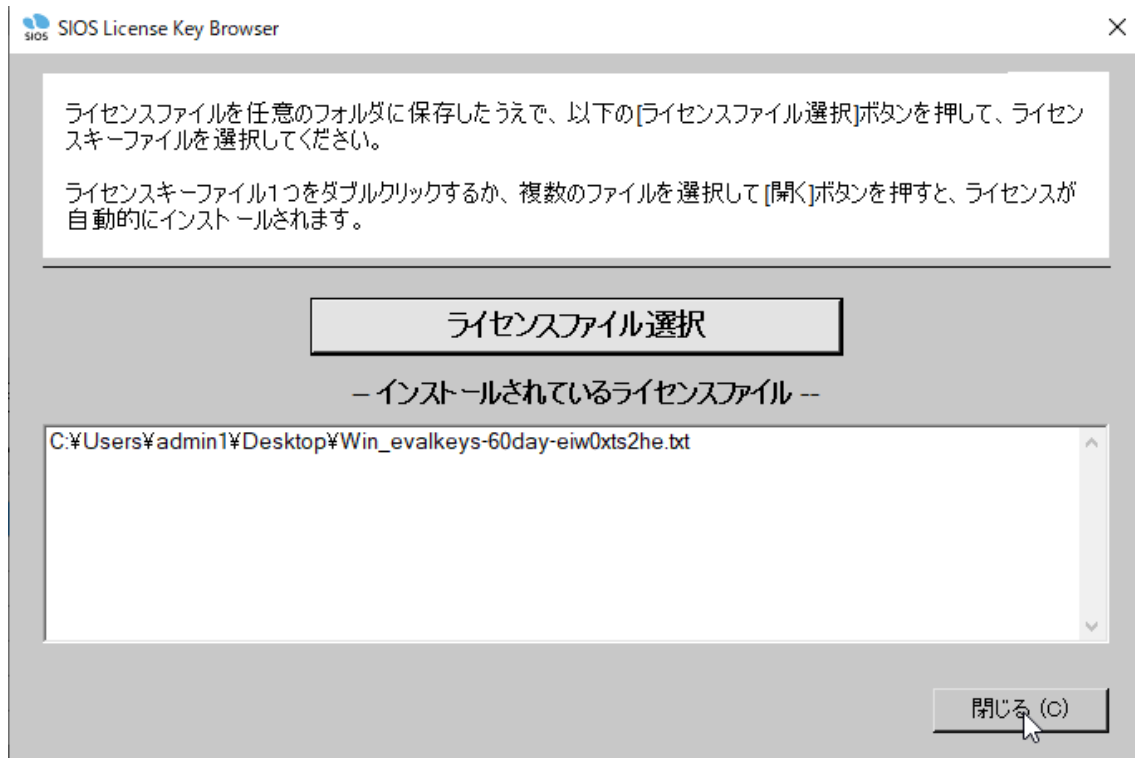 SIOS SIOS License Key Browser
ライセンスファイルを任意のフォルダに保存したうえで、以下の[ライセンスファイル選択]ボタンを押して、ライセン
スキーファイルを選択してください。
ライセンスキーファイル1つをダブルクリックするか、複数のファイルを選択して[開く]ボタンを押すと、ライセンスが
自動的にインストールされます。
ライセンスファイル選択
-- インストールされているライセンスファイル --
C:¥Users¥admin1¥Desktop¥Win_evalkeys-60day-eiw0xts2he.txt
閉じる (C)